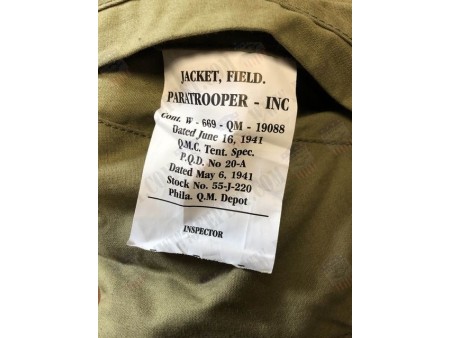 JACKET, FIELD.
PARATROOPER - INC
Cont. W - 669 - QM - 19088
Dated June 16, 1941
Q.M.C. Tent. Spec.
P.Q.D. No 20-A
Dated May 6, 1941
Stock No. 55-J-220
Phila. Q.M. Depot
INSPECTOR